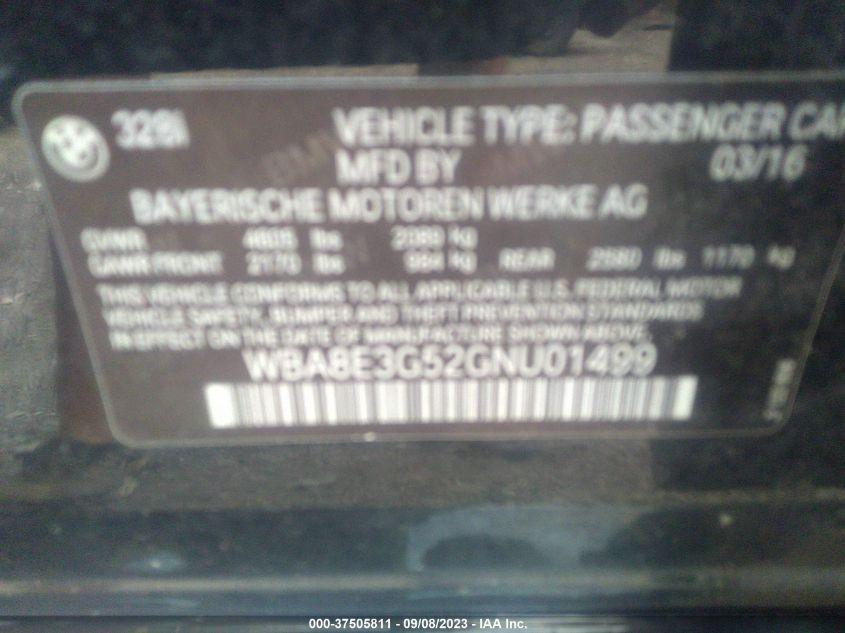 BMW
VEHICLE TYPE: PASSENGER CAR
MFD BY 03/16
BAYERISCHE MOTOREN WERKE AG
GVWR 4605 lbs 2089 kg
GAWR FRONT 2170 lbs 984 kg REAR 2580 lbs 1170 kg
THIS VEHICLE CONFORMS TO ALL APPLICABLE U.S. FEDERAL MOTOR
VEHICLE SAFETY, BUMPER AND THEFT PREVENTION STANDARDS
IN EFFECT ON THE DATE OF MANUFACTURE SHOWN ABOVE.
WBA8E3G52GNU01499
000-37505811 - 09/08/2023 - IAA Inc.